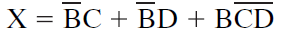 X = B̅C + B̅D + BC̅D̅